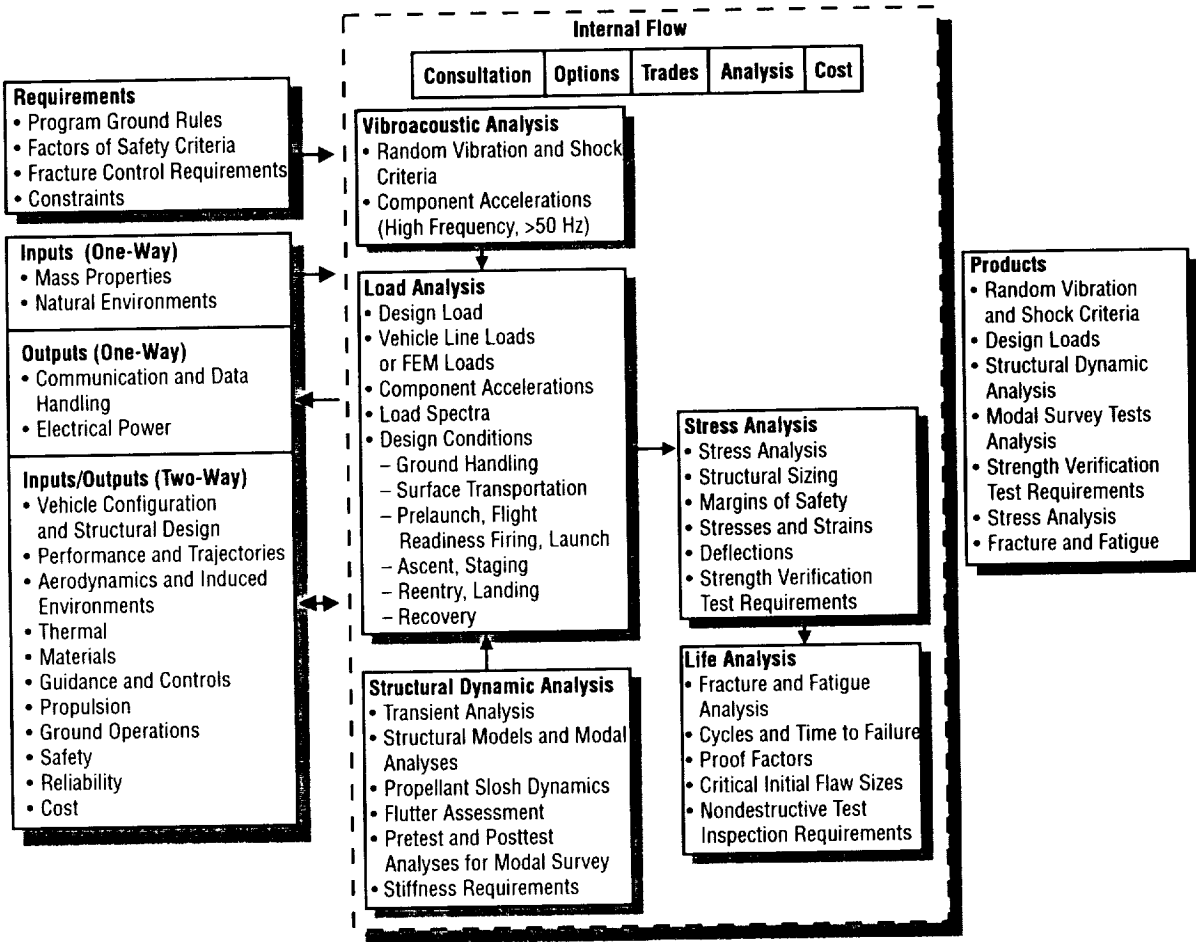 Internal Flow
Consultation
Options
Trades
Analysis
Cost
Requirements
• Program Ground Rules
• Factors of Safety Criteria
• Fracture Control Requirements
• Constraints
Inputs (One-Way)
• Mass Properties
• Natural Environments
Outputs (One-Way)
• Communication and Data
Handling
• Electrical Power
Inputs/Outputs (Two-Way)
• Vehicle Configuration
and Structural Design
• Performance and Trajectories
• Aerodynamics and Induced
Environments
• Thermal
• Materials
• Guidance and Controls
• Propulsion
• Ground Operations
• Safety
• Reliability
• Cost
Vibroacoustic Analysis
• Random Vibration and Shock
Criteria
• Component Accelerations
(High Frequency, >50 Hz)
Load Analysis
• Design Load
• Vehicle Line Loads
or FEM Loads
• Component Accelerations
• Load Spectra
• Design Conditions
– Ground Handling
– Surface Transportation
– Prelaunch, Flight
Readiness Firing, Launch
– Ascent, Staging
– Reentry, Landing
– Recovery
Structural Dynamic Analysis
• Transient Analysis
• Structural Models and Modal
Analyses
• Propellant Slosh Dynamics
• Flutter Assessment
• Pretest and Posttest
Analyses for Modal Survey
• Stiffness Requirements
Stress Analysis
• Stress Analysis
• Structural Sizing
• Margins of Safety
• Stresses and Strains
• Deflections
• Strength Verification
Test Requirements
Life Analysis
• Fracture and Fatigue
Analysis
• Cycles and Time to Failure
• Proof Factors
• Critical Initial Flaw Sizes
• Nondestructive Test
Inspection Requirements
Products
• Random Vibration
and Shock Criteria
• Design Loads
• Structural Dynamic
Analysis
• Modal Survey Tests
Analysis
• Strength Verification
Test Requirements
• Stress Analysis
• Fracture and Fatigue